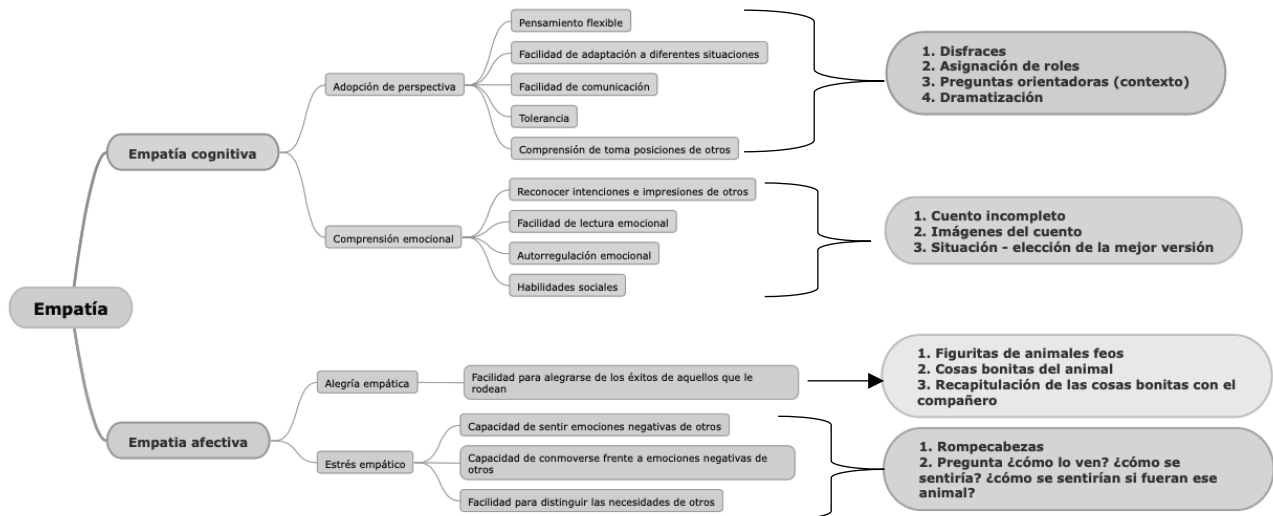 Empatía
Empatía cognitiva
Adopción de perspectiva
Pensamiento flexible
Facilidad de adaptación a diferentes situaciones
Facilidad de comunicación
Tolerancia
Comprensión de toma posiciones de otros
1. Disfraces
2. Asignación de roles
3. Preguntas orientadoras (contexto)
4. Dramatización
Comprensión emocional
Reconocer intenciones e impresiones de otros
Facilidad de lectura emocional
Autorregulación emocional
Habilidades sociales
1. Cuento incompleto
2. Imágenes del cuento
3. Situación - elección de la mejor versión
Empatia afectiva
Alegría empática
Facilidad para alegrarse de los éxitos de aquellos que le
rodean
1. Figuritas de animales feos
2. Cosas bonitas del animal
3. Recapitulación de las cosas bonitas con el
compañero
Estrés empático
Capacidad de sentir emociones negativas de otros
Capacidad de conmoverse frente a emociones negativas de
otros
Facilidad para distinguir las necesidades de otros
1. Rompecabezas
2. Pregunta ¿cómo lo ven? ¿cómo se
sentiría? ¿cómo se sentirían si fueran ese
animal?